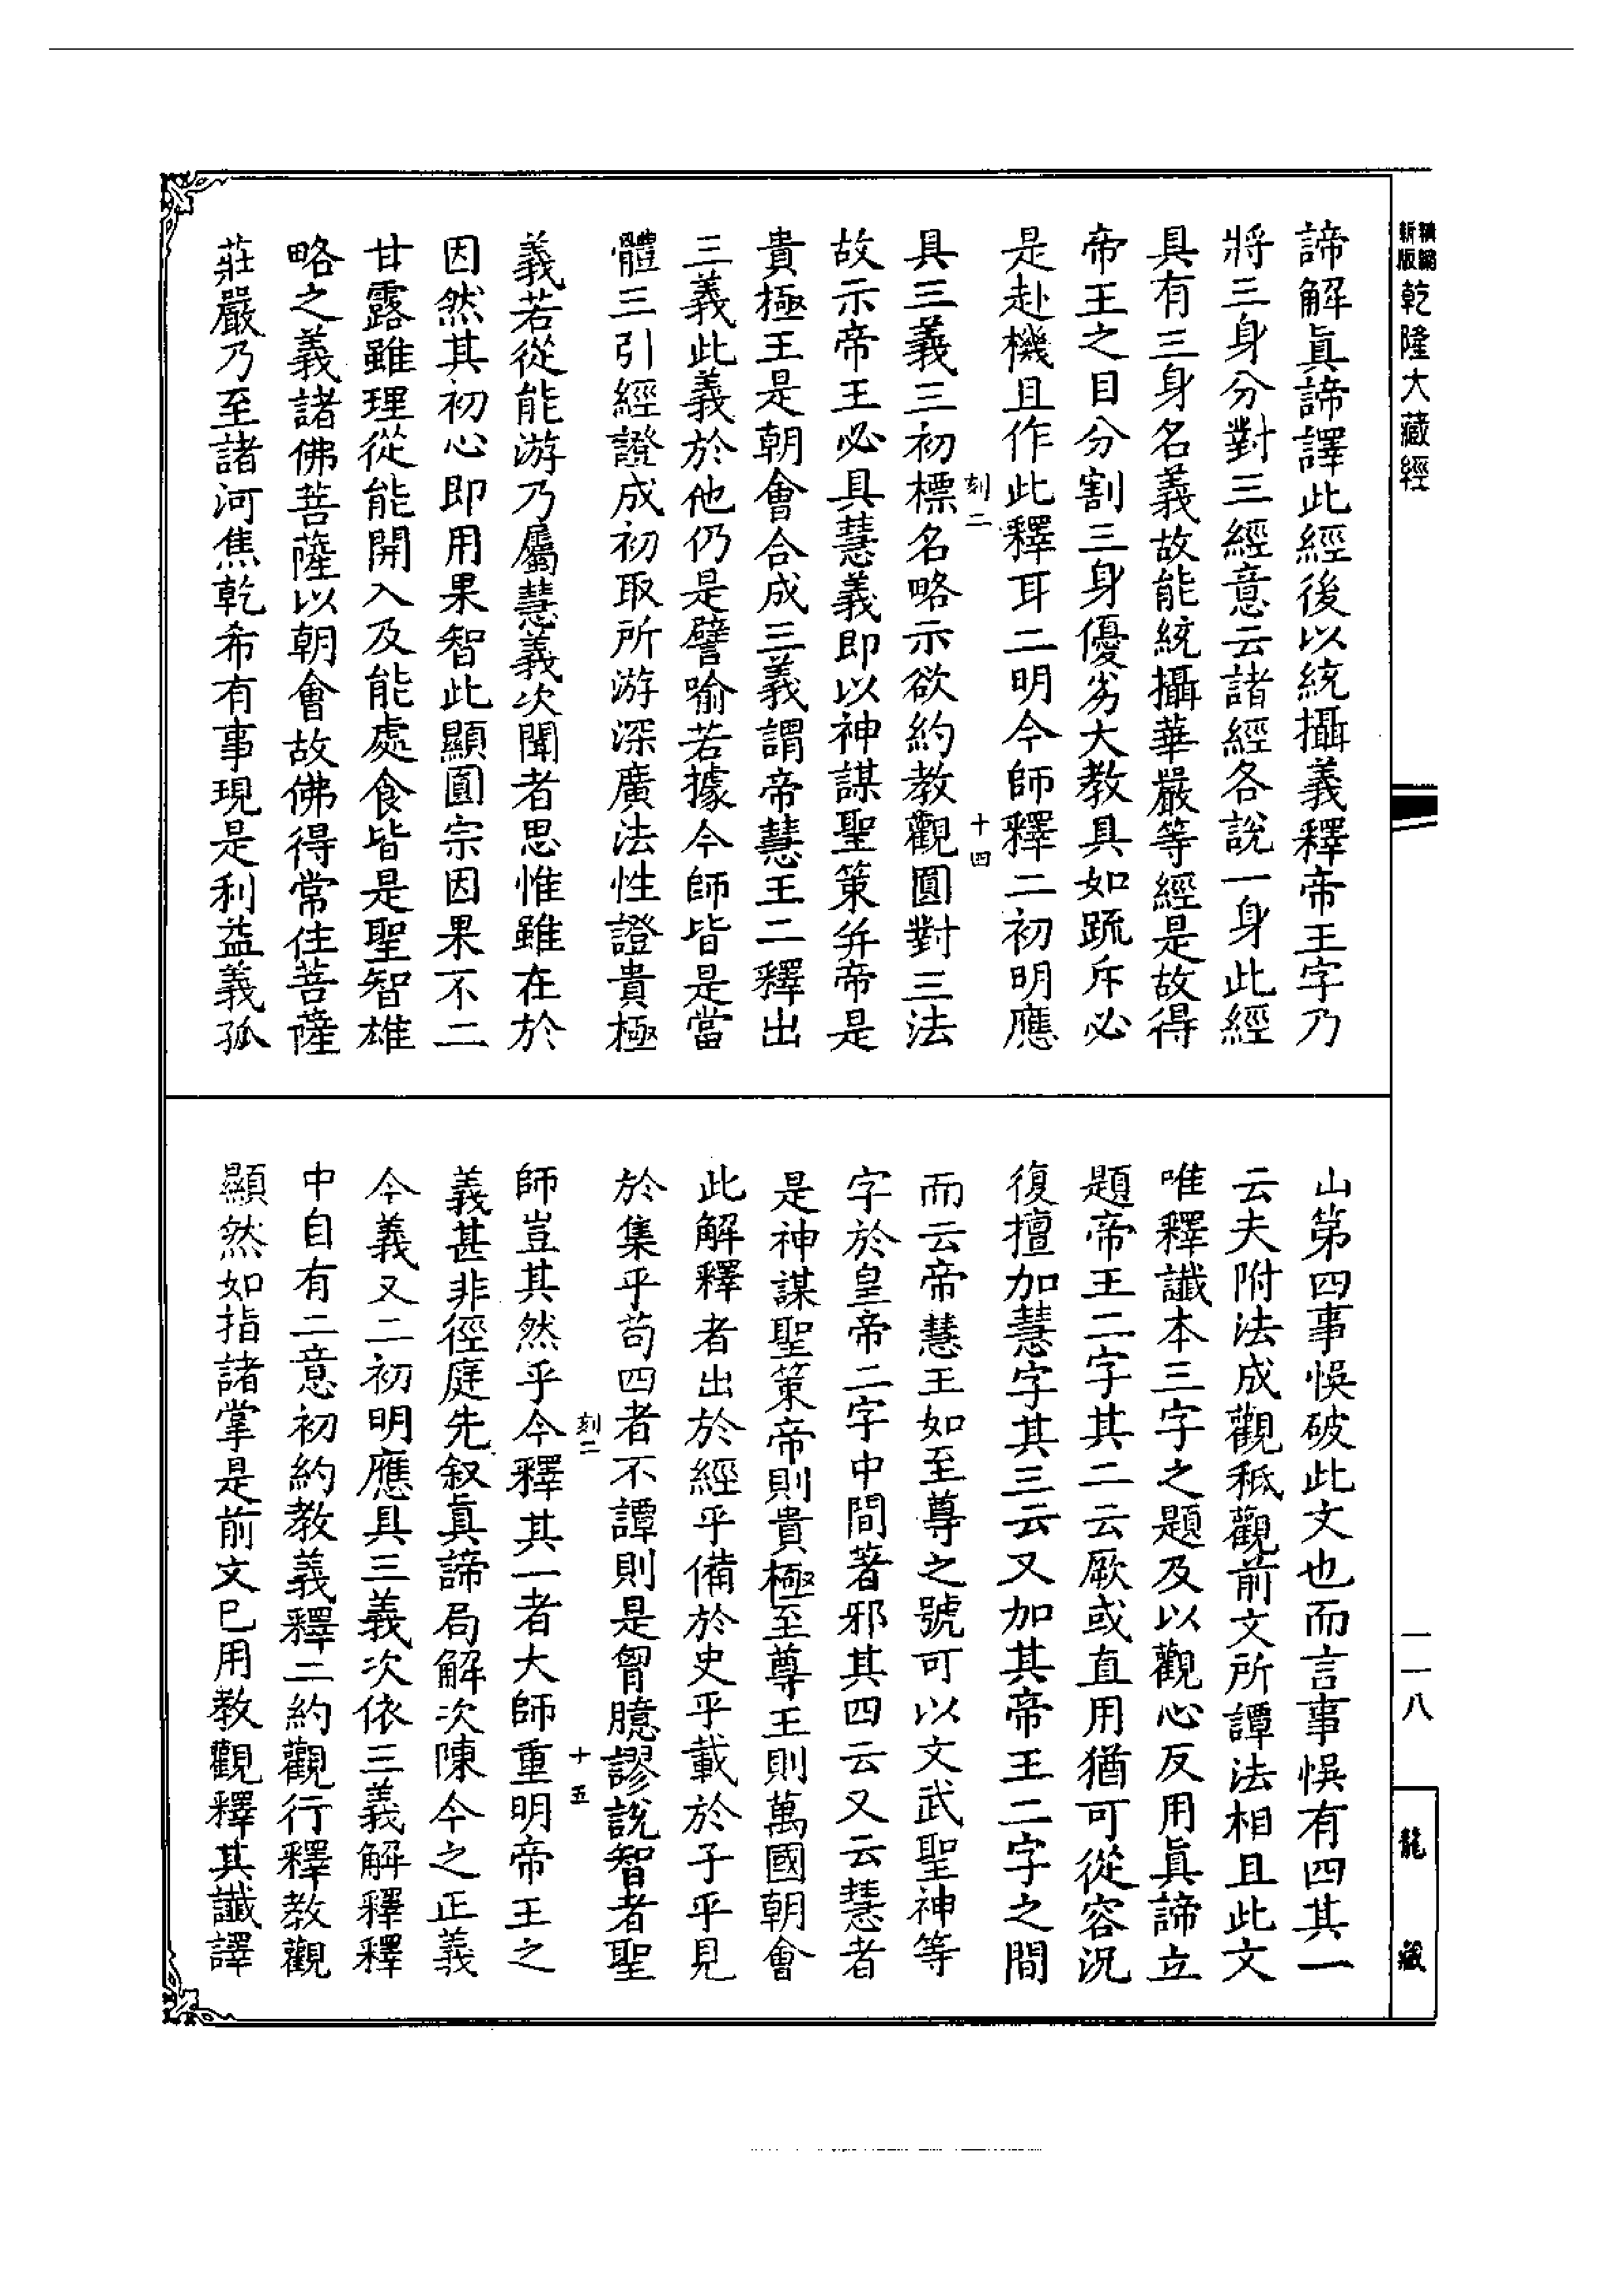 新編
新版
乾隆大藏經
一一八
龍藏
諦解眞諦譯此經後以統攝義釋帝王字乃
將三身分對三經意云諸經各說一身此經
具有三身名義故能統攝華嚴等經是故得
帝王之目分割三身優劣大教具如䟽斥必
是赴機且作此釋耳二明今師釋二初明應
刻二
十四
具三義三初標名略示欲約教觀圓對三法
故示帝王必具慧義即以神謀聖策并帝是
貴極王是朝會合成三義謂帝慧王二釋出
三義此義於他仍是譬喻若據今師皆是當
體三引經證成初取所游深廣法性證貴極
義若從能游乃屬慧義次聞者思惟雖在於
因然其初心即用果智此顯圓宗因果不二
甘露雖理從能開入及能處食皆是聖智雄
略之義諸佛菩薩以朝會故佛得常住菩薩
莊嚴乃至諸河焦乾希有事現是利益義孤
山第四事悞破此文也而言事悞有四其一
云夫附法成觀秖觀前文所譚法相且此文
唯釋讖本三字之題及以觀心反用眞諦立
題帝王二字其二云厥或直用猶可從容況
復擅加慧字其三云又加其帝王二字之間
而云帝慧王如至尊之號可以文武聖神等
字於皇帝二字中間著邪其四云又云慧者
是神謀聖策帝則貴極至尊王則萬國朝會
此解釋者出於經乎備於史乎載於子乎見
於集乎苟四者不譚則是胷臆謬說智者聖
刻二
十五
師豈其然乎今釋其一者大師重明帝王之
義甚非徑庭先叙眞諦局解次陳今之正義
今義又二初明應具三義次依三義解釋釋
中自有二意初約教義釋二約觀行釋教觀
顯然如指諸掌是前文巳用教觀釋其讖譯